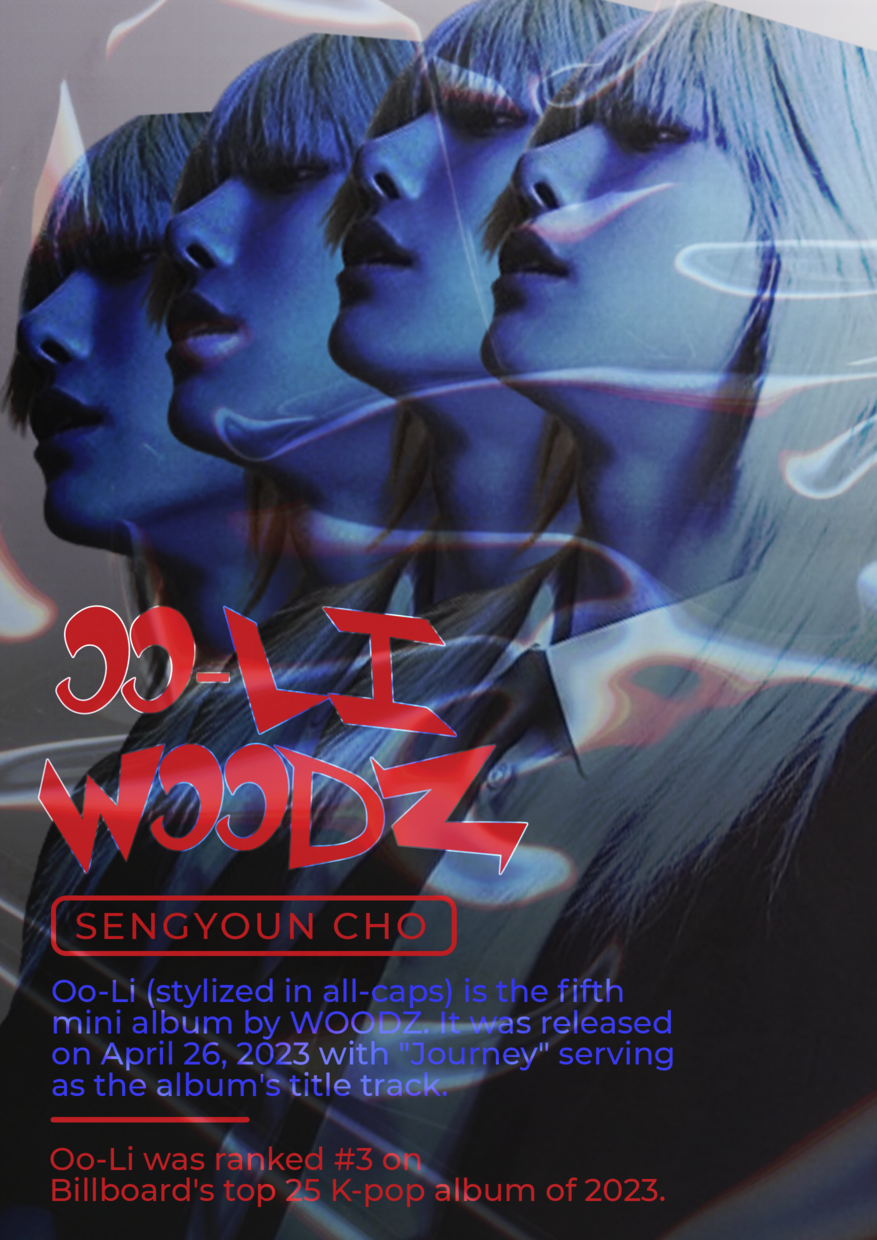 OO-LI
WOODZ
SENGYOUN CHO
Oo-Li (stylized in all-caps) is the fifth
mini album by WOODZ. It was released
on April 26, 2023 with "Journey" serving
as the album's title track.
Oo-Li was ranked #3 on
Billboard's top 25 K-pop album of 2023.